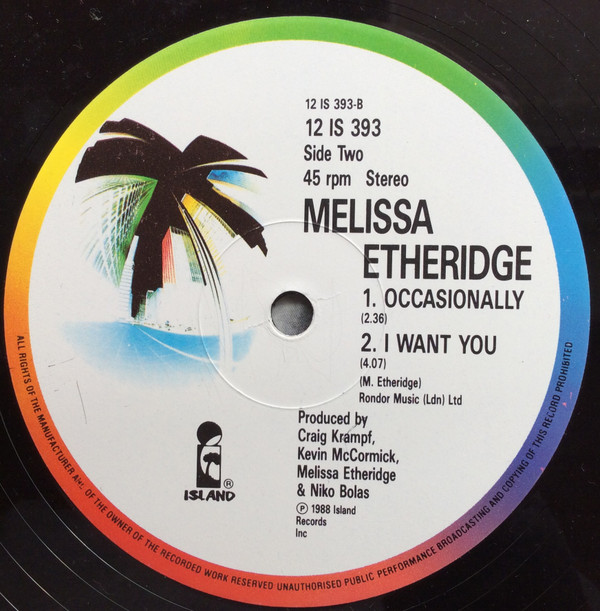 12 IS 393-B
12 IS 393
Side Two
45 rpm Stereo
MELISSA
ETHERIDGE
1. OCCASIONALLY
(2.36)
2. I WANT YOU
(4.07)
(M. Etheridge)
Rondor Music (Ldn) Ltd
Produced by
Craig Krampf,
Kevin McCormick,
Melissa Etheridge
& Niko Bolas
℗ 1988 Island
Records
Inc
ISLAND ®
ALL RIGHTS OF THE MANUFACTURER AND OF THE OWNER OF THE RECORDED WORK RESERVED UNAUTHORISED PUBLIC PERFORMANCE BROADCASTING AND COPYING OF THIS RECORD PROHIBITED